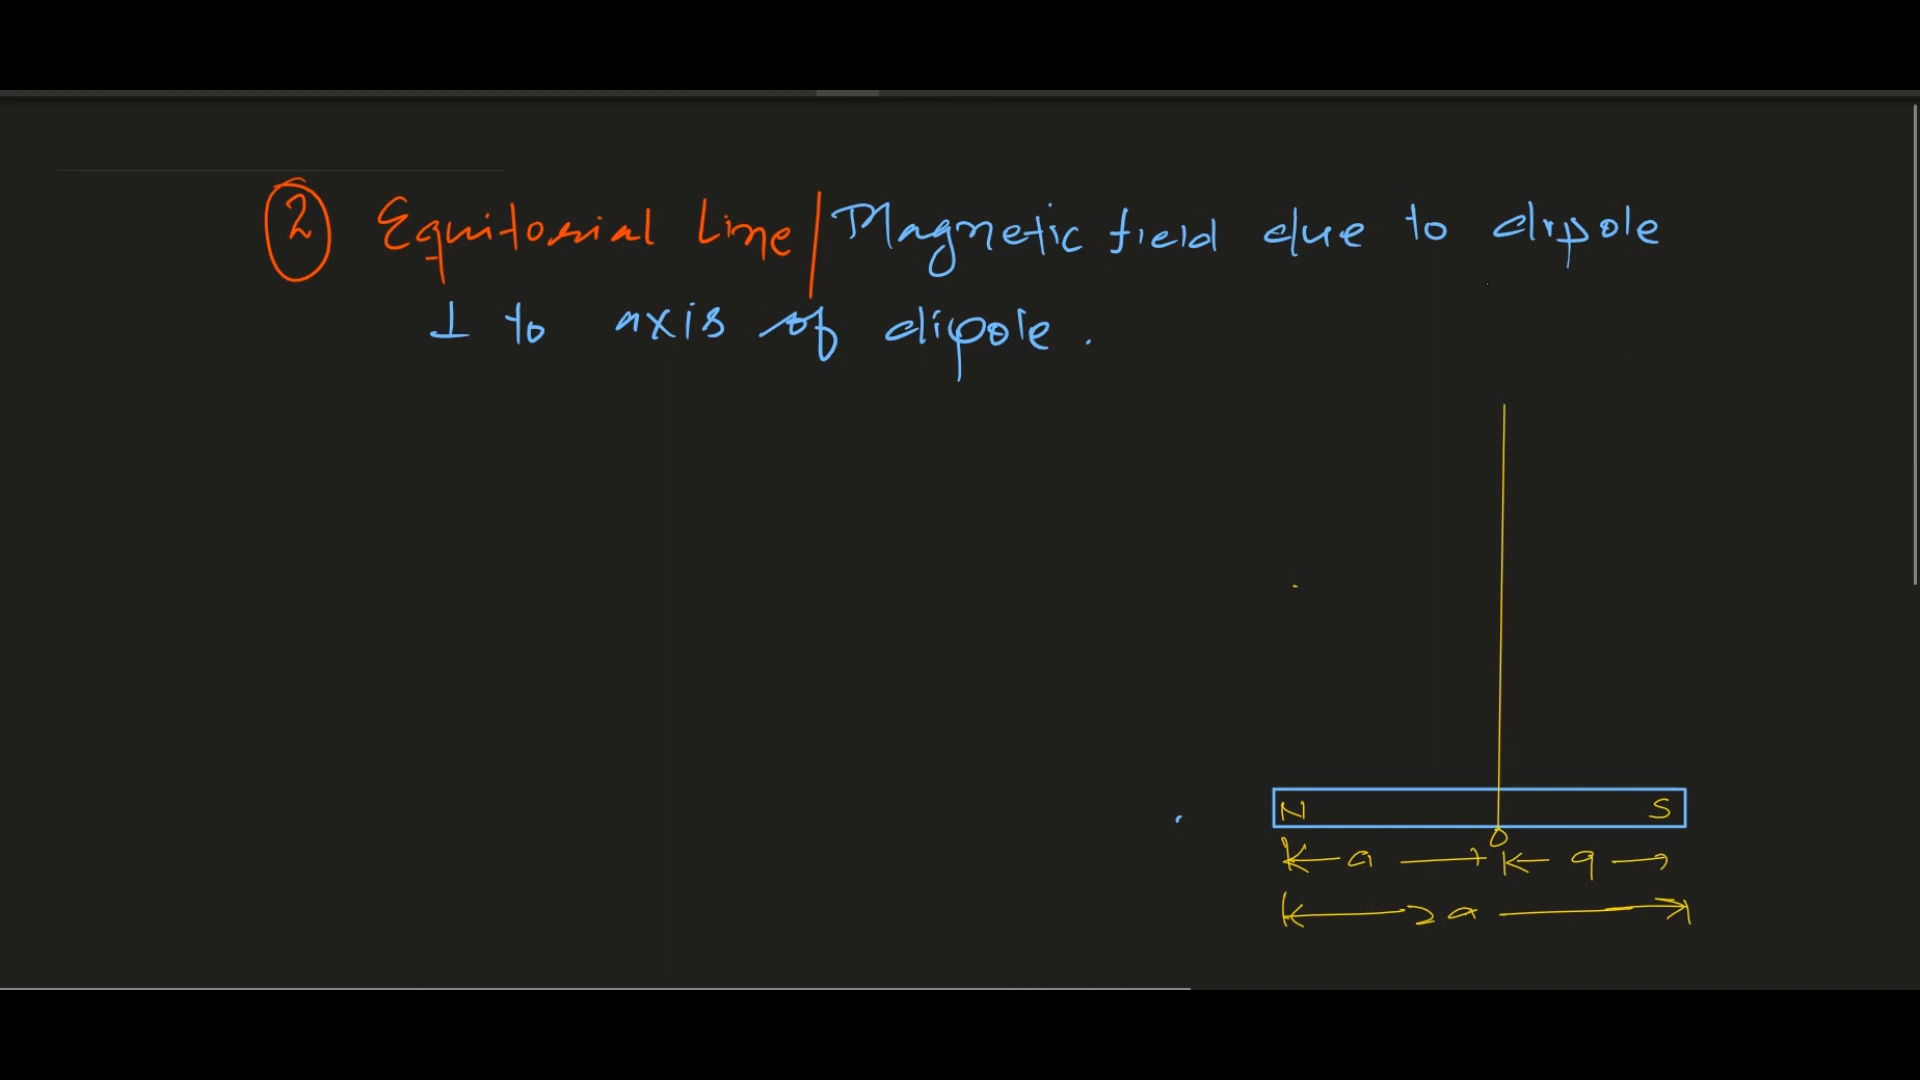 ② Equitorial Line/Magnetic field due to dipole
⊥ to axis of dipole.
N S
O
a a
2a